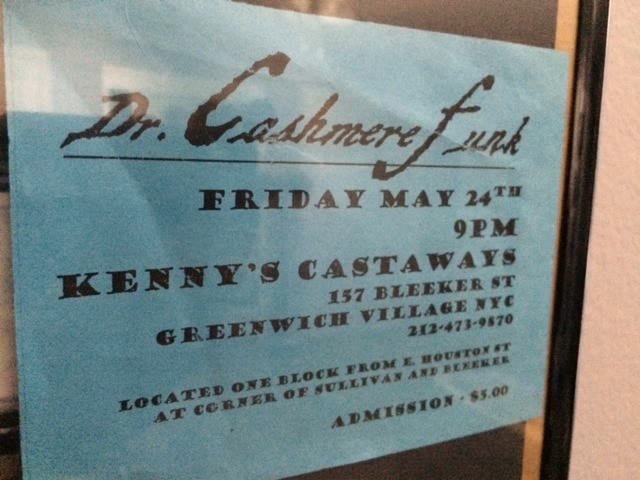 Dr. Cashmere Funk
FRIDAY MAY 24TH
9PM
KENNY'S CASTAWAYS
157 BLEEKER ST
GREENWICH VILLAGE NYC
212-473-9870
LOCATED ONE BLOCK FROM E. HOUSTON ST
AT CORNER OF SULLIVAN AND BLEEKER
ADMISSION · $5.00